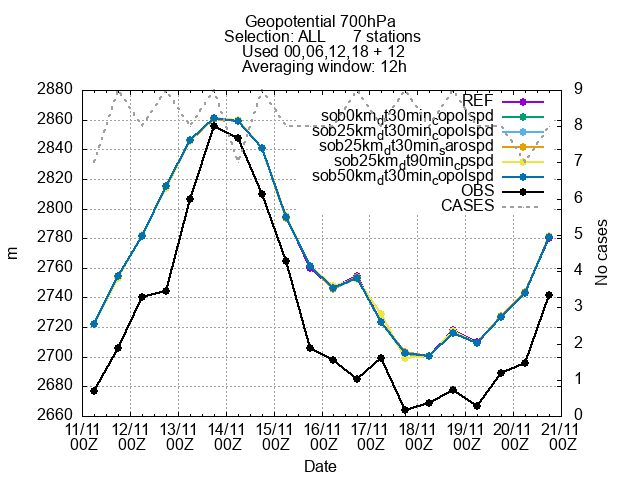 Geopotential 700hPa
Selection: ALL 7 stations
Used 00,06,12,18 + 12
Averaging window: 12h
2880
2860
2840
2820
2800
2780
2760
2740
2720
2700
2680
2660
m
9
8
7
6
5
4
3
2
1
0
No cases
REF
sob0km_dt30min_copolspd
sob25km_dt30min_copolspd
sob25km_dt30min_sarospd
sob25km_dt90min_cpspd
sob50km_dt30min_copolspd
OBS
CASES
11/11 12/11 13/11 14/11 15/11 16/11 17/11 18/11 19/11 20/11 21/11
00Z 00Z 00Z 00Z 00Z 00Z 00Z 00Z 00Z 00Z 00Z
Date